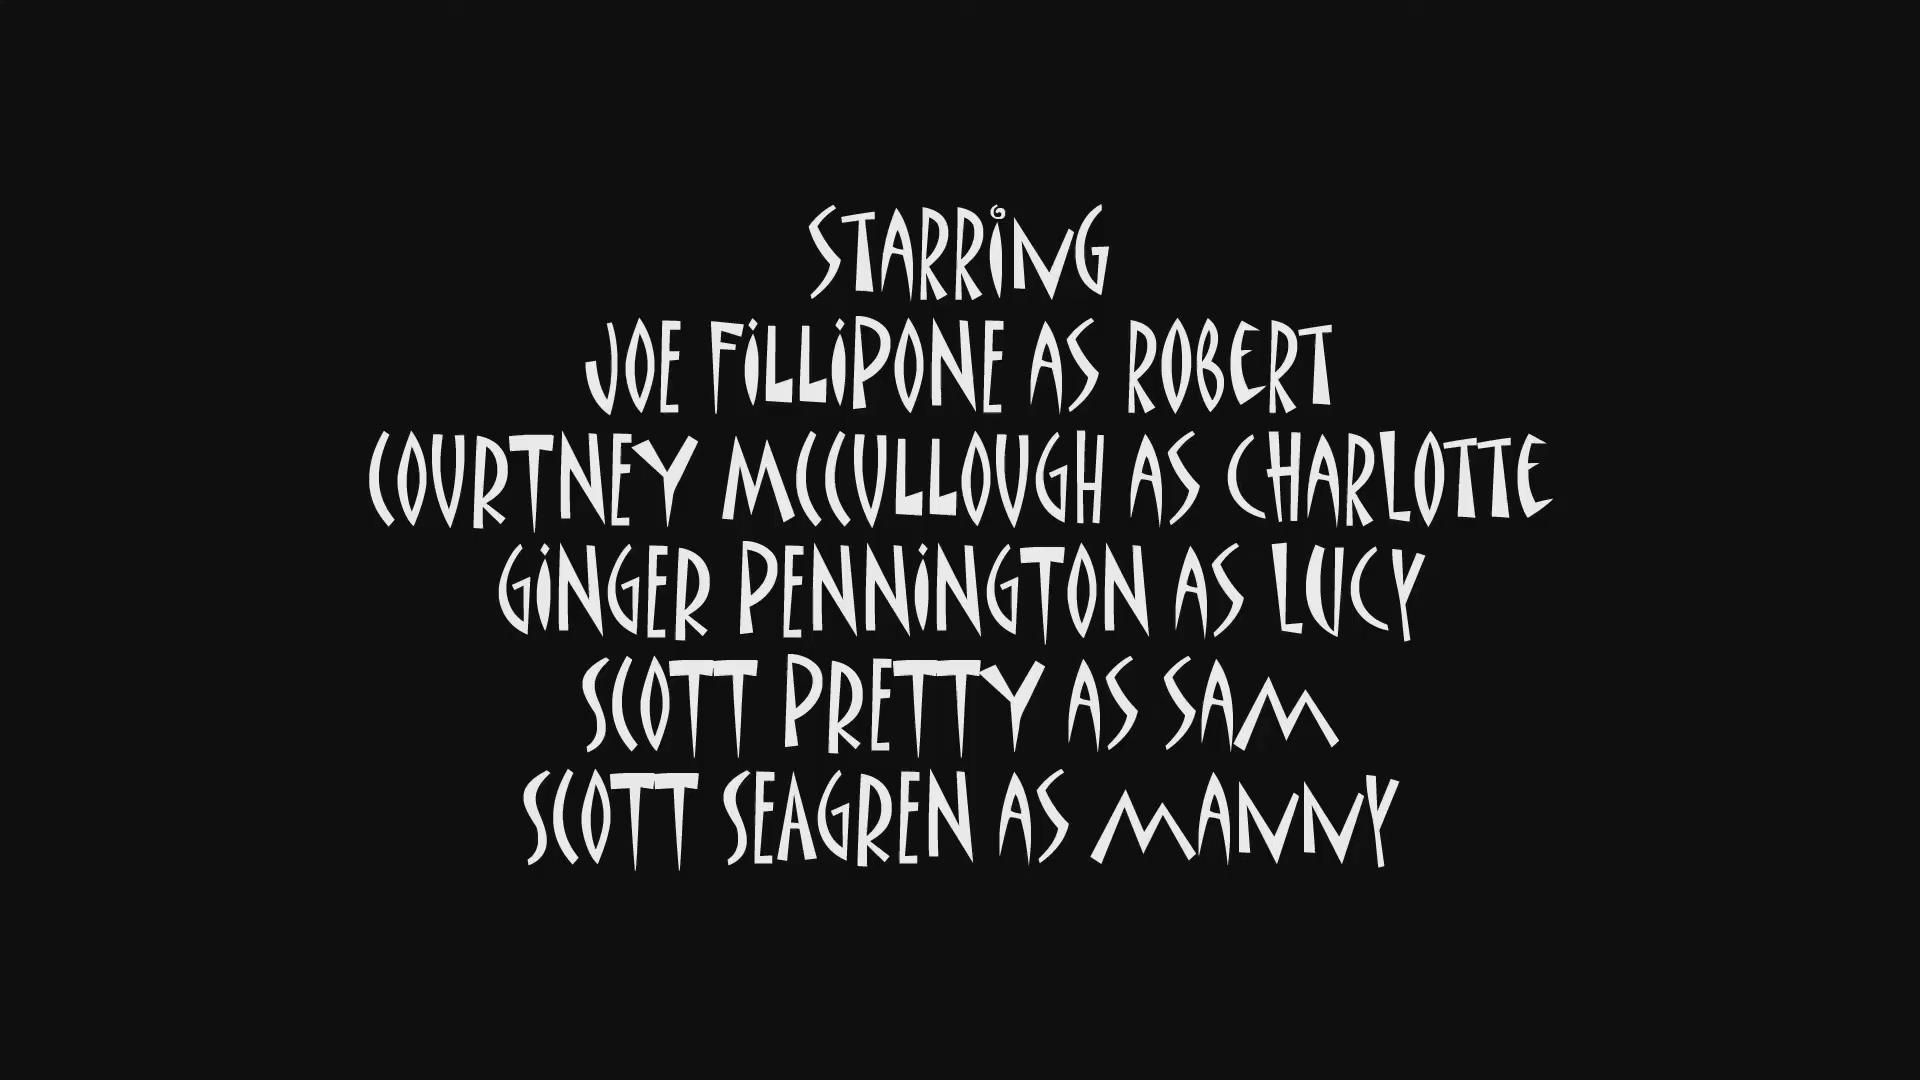 STARRING
JOE FILLIPONE AS ROBERT
COURTNEY MCCULLOUGH AS CHARLOTTE
GINGER PENNINGTON AS LUCY
SCOTT PRETTY AS SAM
SCOTT SEAGREN AS MANNY